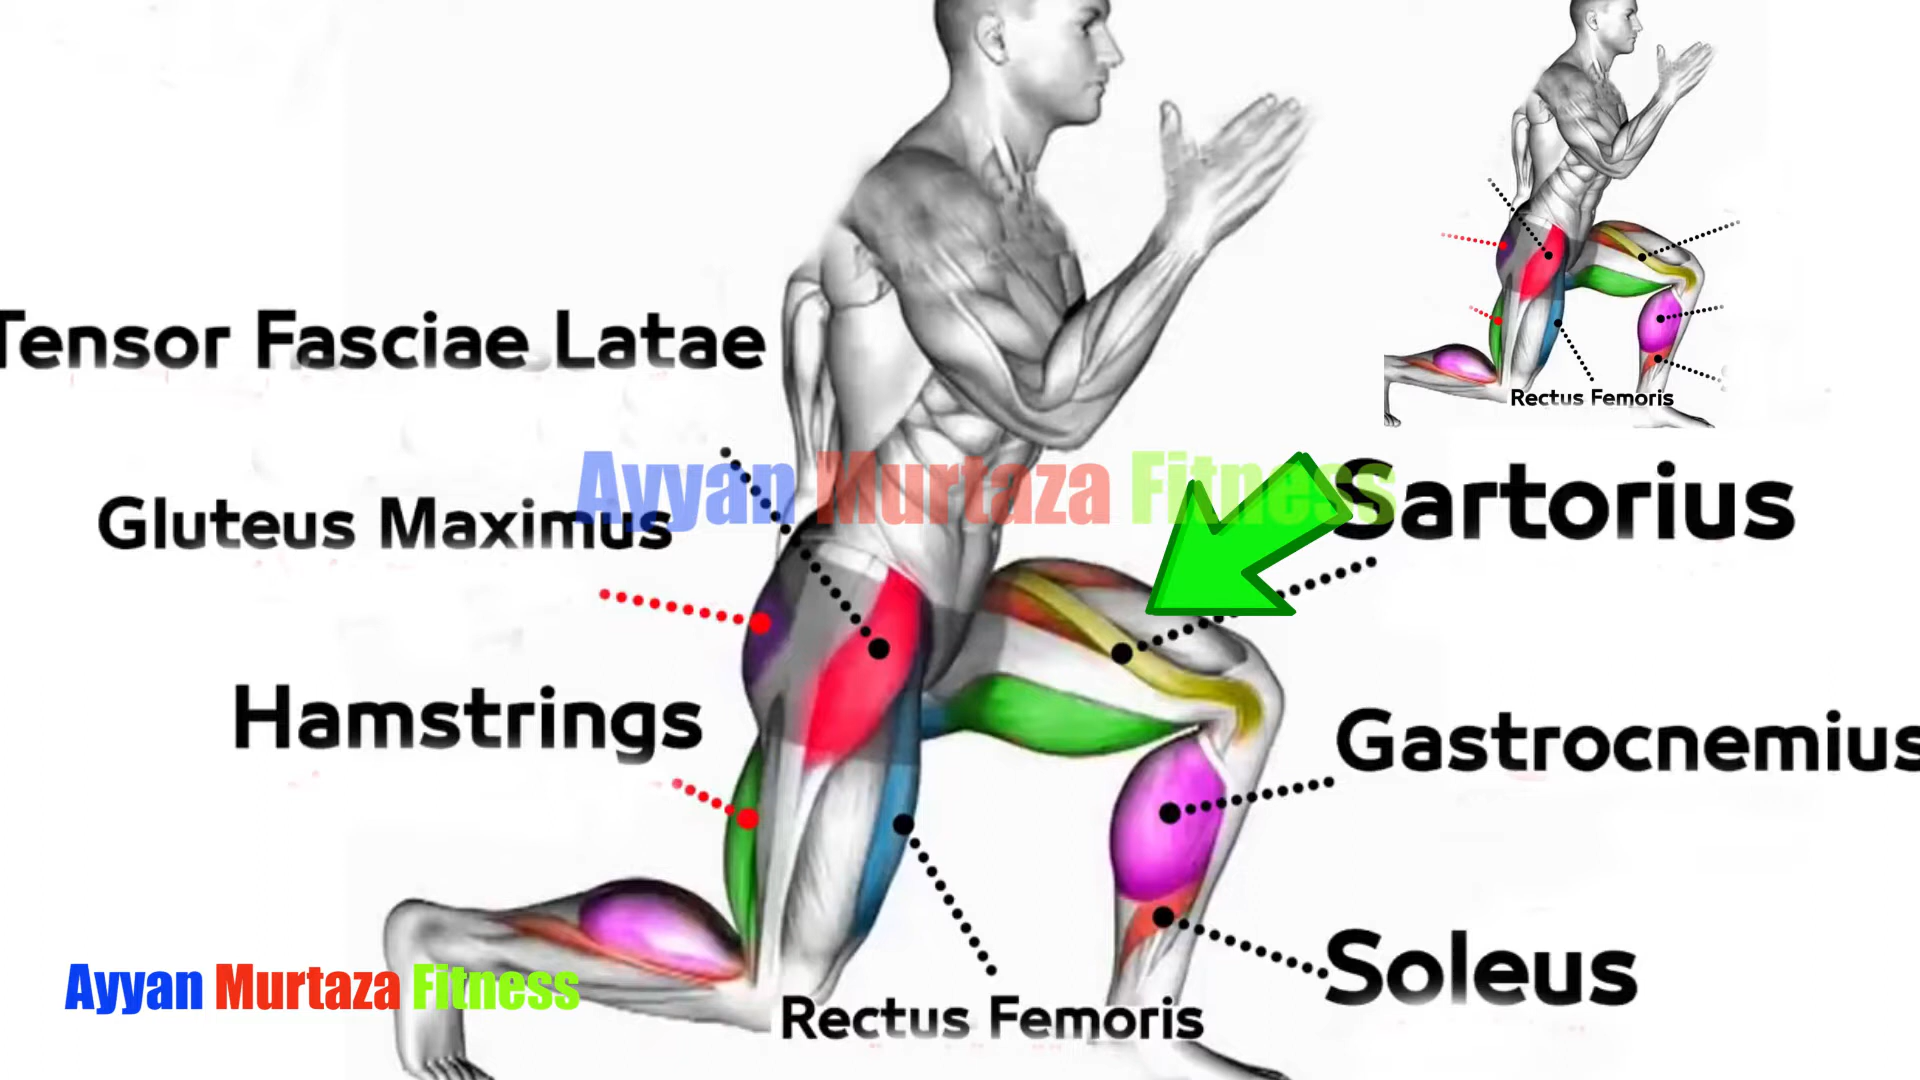 Rectus Femoris
Tensor Fasciae Latae
Ayyan Murtaza Fitness
Sartorius
Gluteus Maximus
Hamstrings
Gastrocnemius
Soleus
Ayyan Murtaza Fitness
Rectus Femoris